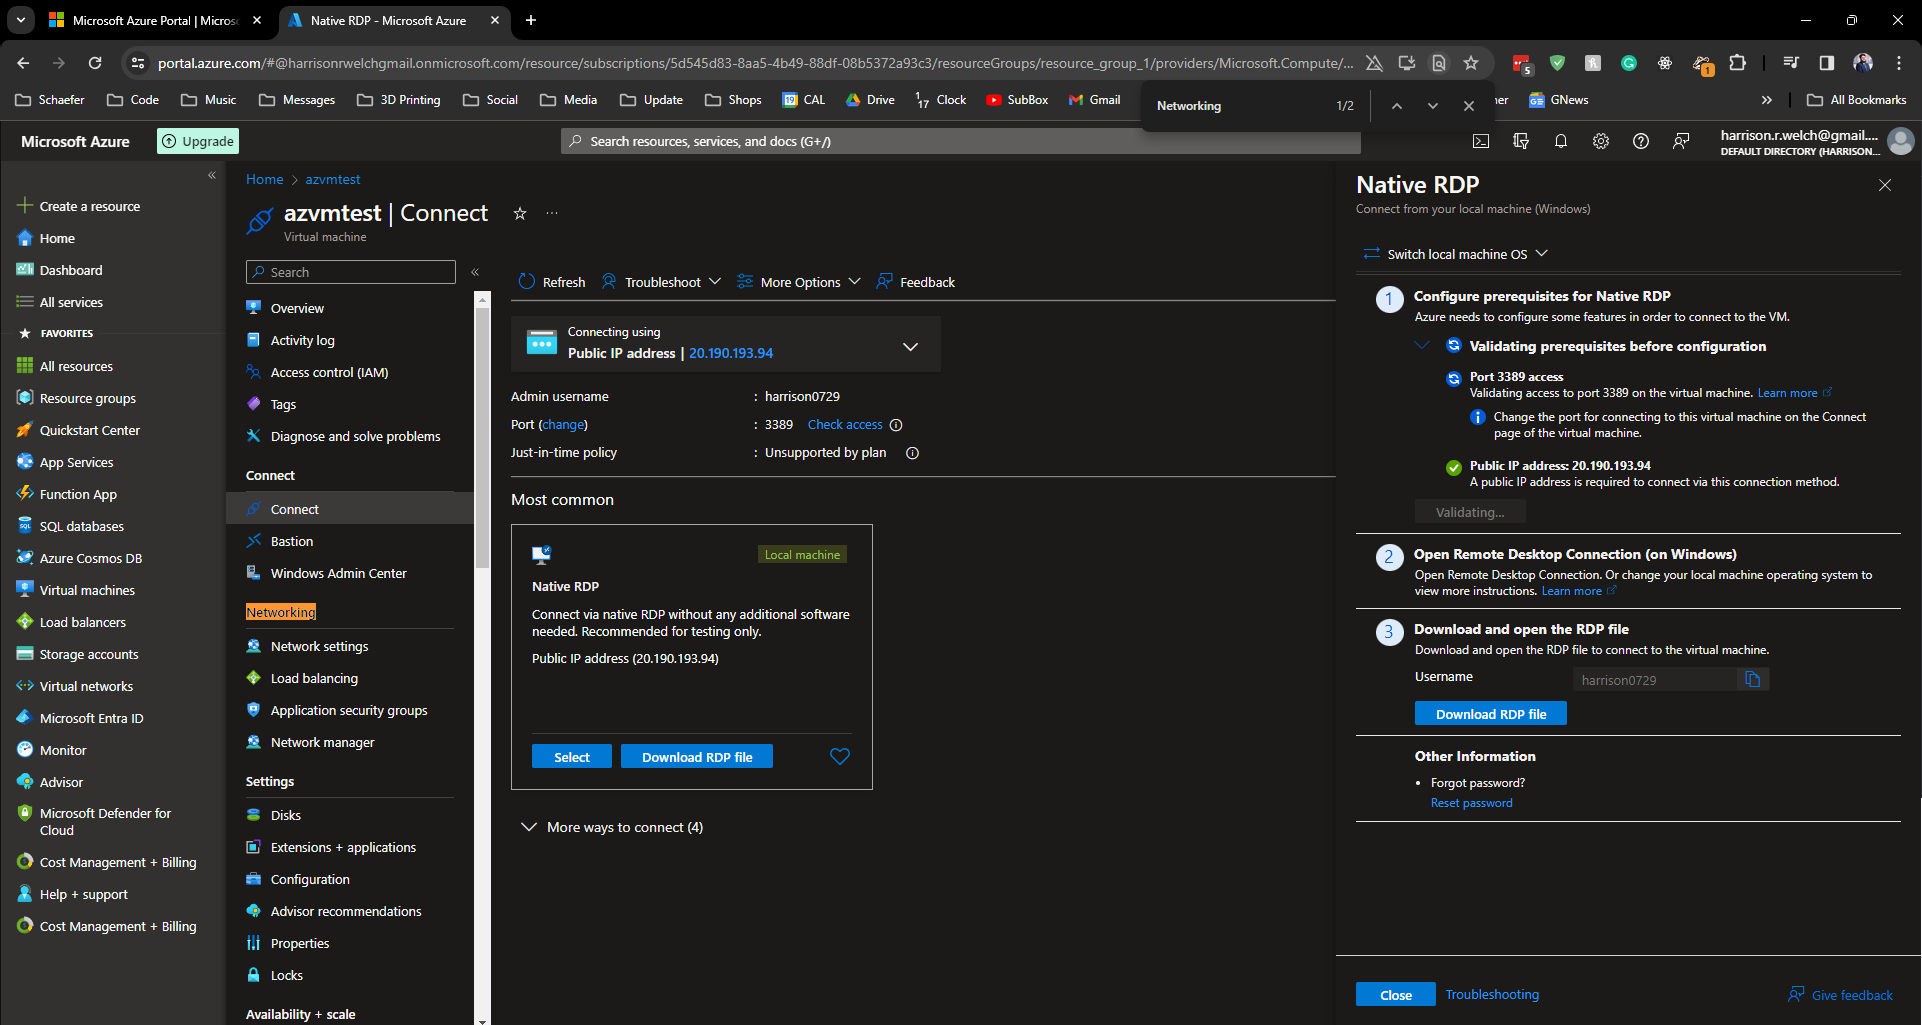 Microsoft Azure Portal | Micros
Native RDP - Microsoft Azure
portal.azure.com/#@harrisonrwelchgmail.onmicrosoft.com/resource/subscriptions/5d545d83-8aa5-4b49-88df-08b5372a93c3/resourceGroups/resource_group_1/providers/Microsoft.Compute/...
5
1
Schaefer
Code
Music
Messages
3D Printing
Social
Media
Update
Shops
CAL
Drive
Clock
SubBox
Gmail
GNews
All Bookmarks
Networking
1/2
Microsoft Azure
Upgrade
Search resources, services, and docs (G+/)
harrison.r.welch@gmail....
DEFAULT DIRECTORY (HARRISON...
Create a resource
Home
Dashboard
All services
FAVORITES
All resources
Resource groups
Quickstart Center
App Services
Function App
SQL databases
Azure Cosmos DB
Virtual machines
Load balancers
Storage accounts
Virtual networks
Microsoft Entra ID
Monitor
Advisor
Microsoft Defender for
Cloud
Cost Management + Billing
Help + support
Cost Management + Billing
Home > azvmtest
azvmtest | Connect
Virtual machine
Search
Overview
Activity log
Access control (IAM)
Tags
Diagnose and solve problems
Connect
Connect
Bastion
Windows Admin Center
Networking
Network settings
Load balancing
Application security groups
Network manager
Settings
Disks
Extensions + applications
Configuration
Advisor recommendations
Properties
Locks
Availability + scale
Refresh
Troubleshoot
More Options
Feedback
Connecting using
Public IP address | 20.190.193.94
Admin username : harrison0729
Port (change) : 3389 Check access
Just-in-time policy : Unsupported by plan
Most common
Local machine
Native RDP
Connect via native RDP without any additional software
needed. Recommended for testing only.
Public IP address (20.190.193.94)
Select
Download RDP file
More ways to connect (4)
Native RDP
Connect from your local machine (Windows)
Switch local machine OS
1 Configure prerequisites for Native RDP
Azure needs to configure some features in order to connect to the VM.
Validating prerequisites before configuration
Port 3389 access
Validating access to port 3389 on the virtual machine. Learn more
Change the port for connecting to this virtual machine on the Connect
page of the virtual machine.
Public IP address: 20.190.193.94
A public IP address is required to connect via this connection method.
Validating...
2 Open Remote Desktop Connection (on Windows)
Open Remote Desktop Connection. Or change your local machine operating system to
view more instructions. Learn more
3 Download and open the RDP file
Download and open the RDP file to connect to the virtual machine.
Username harrison0729
Download RDP file
Other Information
• Forgot password?
Reset password
Close
Troubleshooting
Give feedback